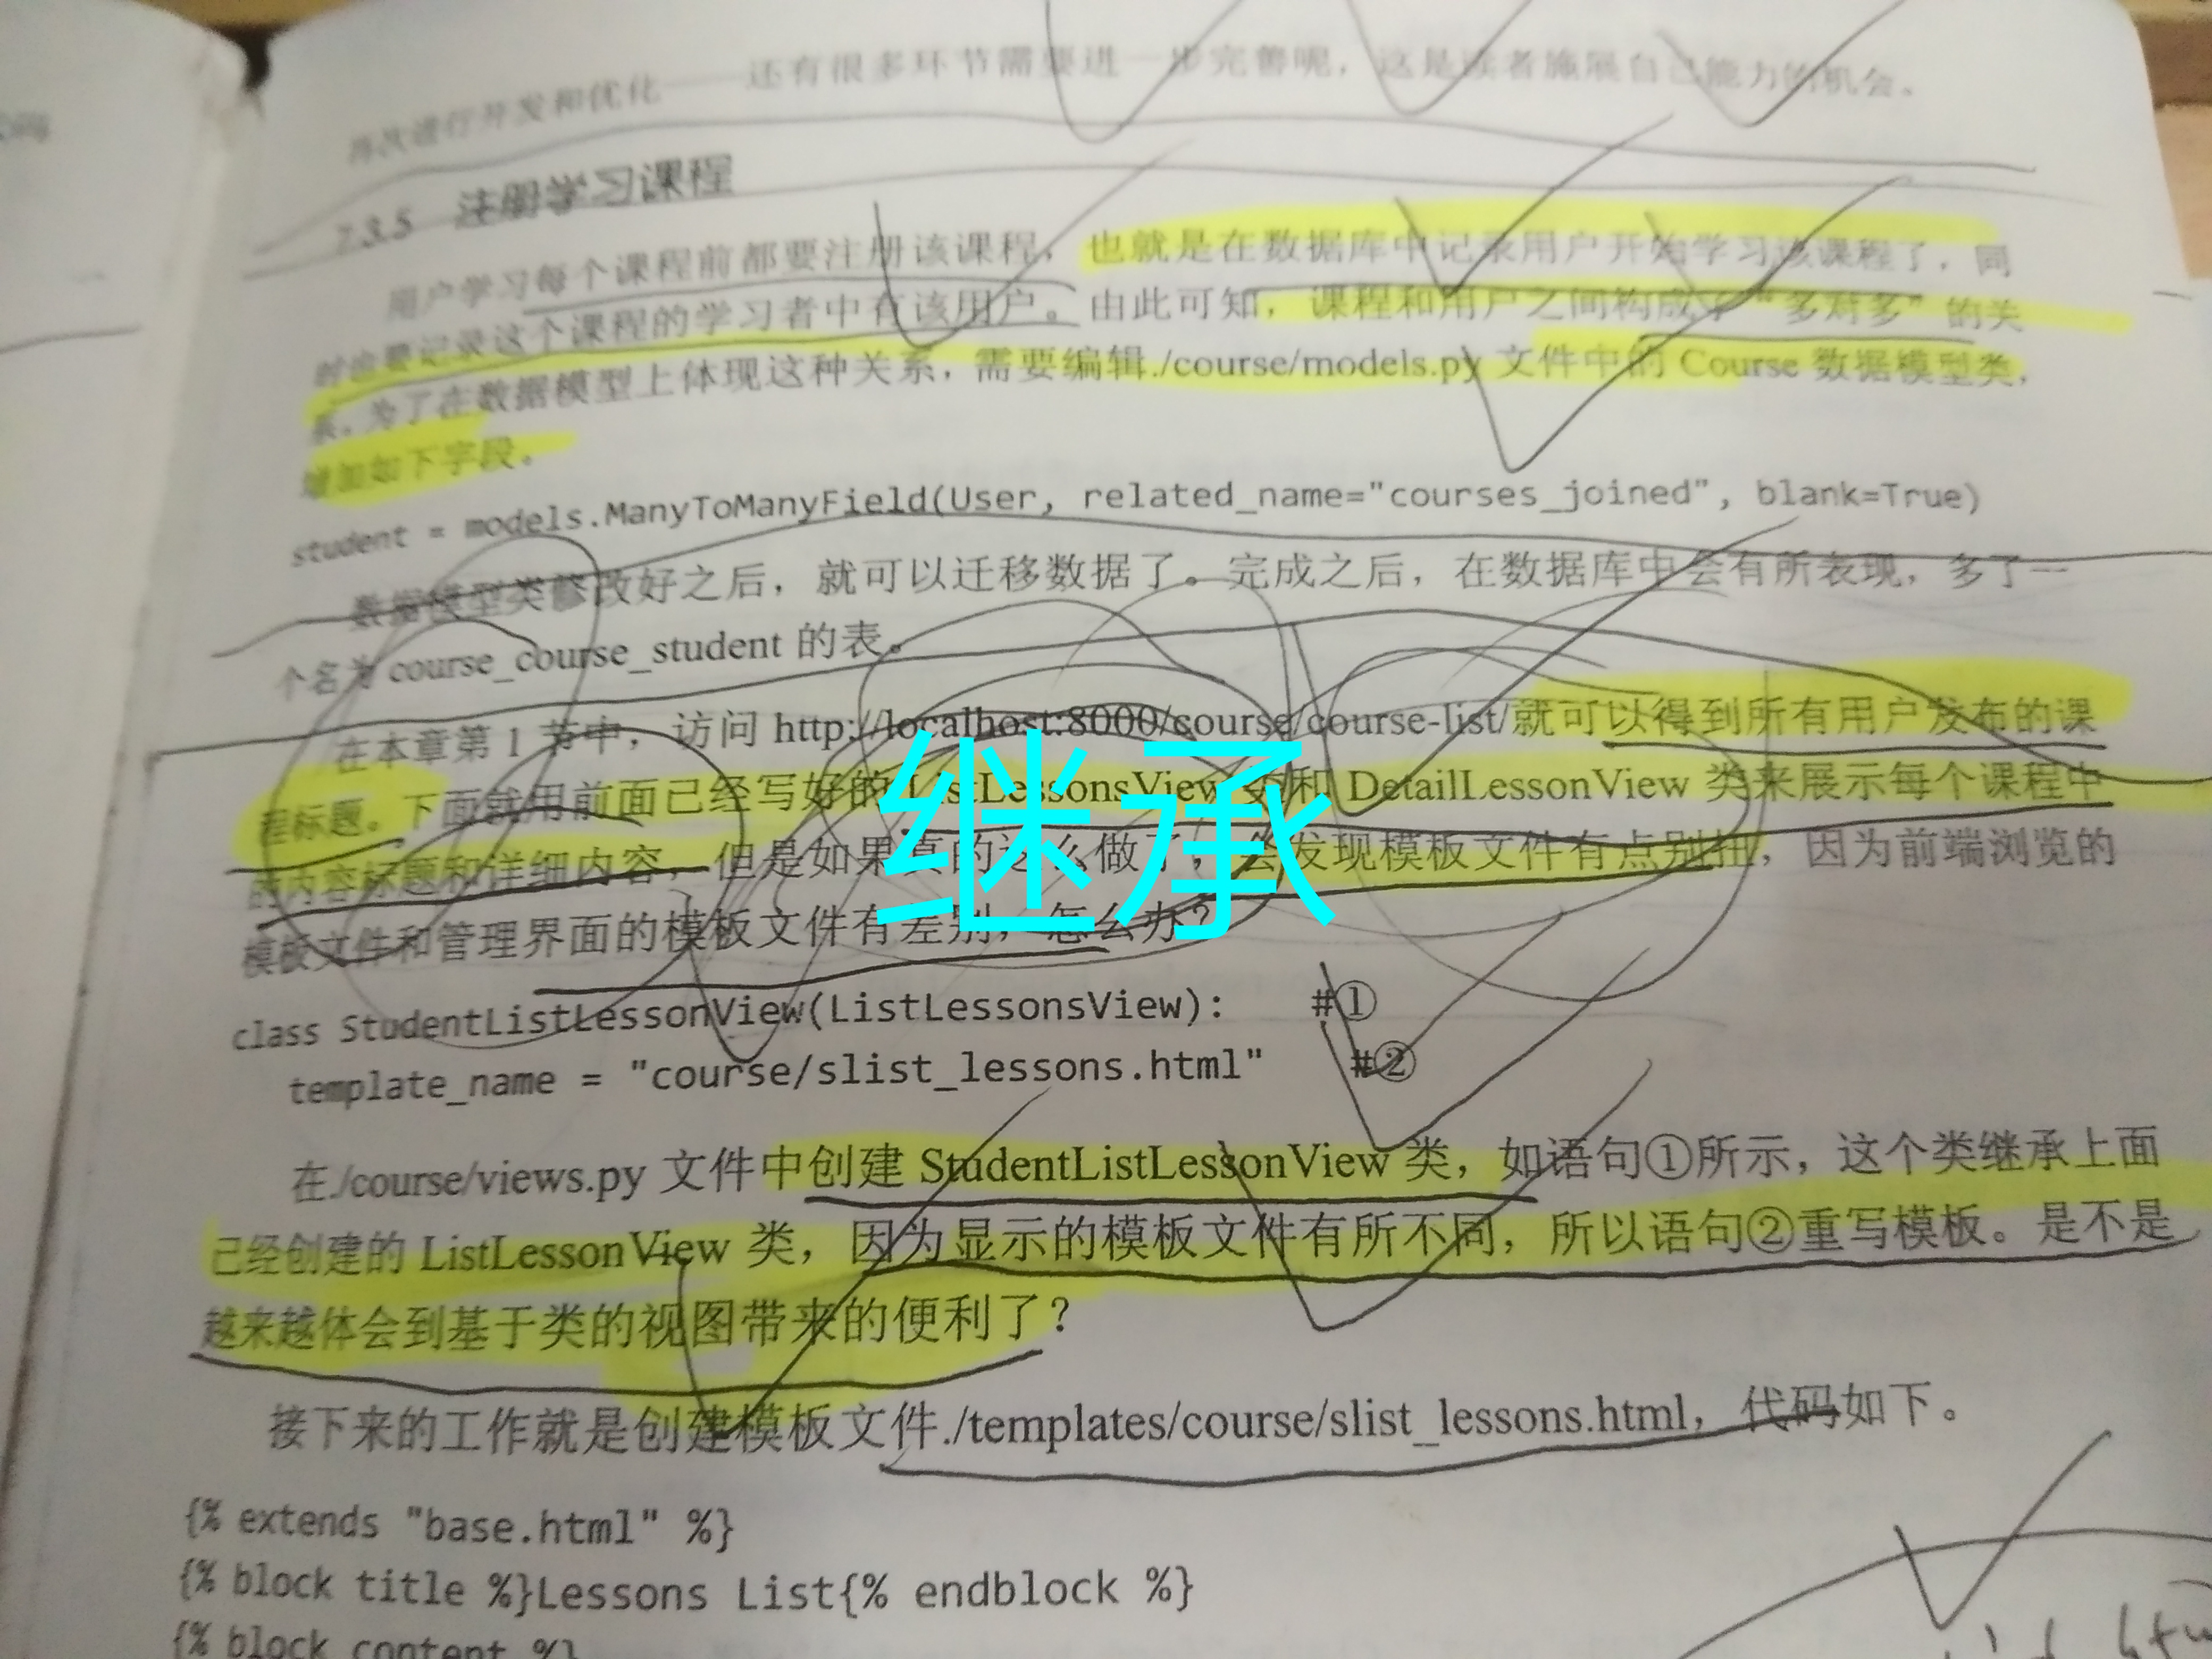 再次进行开发和优化——还有很多环节需要进一步完善呢，这是读者施展自己能力的机会。
7.3.5 注册学习课程
用户学习每个课程前都要注册该课程，也就是在数据库中记录用户开始学习该课程了，同
时也要记录这个课程的学习者中有该用户。由此可知，课程和用户之间构成了“多对多”的关
系。为了在数据模型上体现这种关系，需要编辑./course/models.py 文件中的 Course 数据模型类，
增加如下字段。
student = models.ManyToManyField(User, related_name="courses_joined", blank=True)
数据模型类修改好之后，就可以迁移数据了。完成之后，在数据库中会有所表现，多了一
个名为 course_course_student 的表。
在本章第 1 节中，访问 http://localhost:8000/course/course-list/就可以得到所有用户发布的课
程标题。下面就用前面已经写好的 ListLessonsView 类和 DetailLessonView 类来展示每个课程中
的内容标题和详细内容，但是如果真的这么做了，会发现模板文件有点别扭，因为前端浏览的
模板文件和管理界面的模板文件有差别，怎么办？
继承
class StudentListLessonView(ListLessonsView): #①
template_name = "course/slist_lessons.html" #②
在./course/views.py 文件中创建 StudentListLessonView 类，如语句①所示，这个类继承上面
已经创建的 ListLessonView 类，因为显示的模板文件有所不同，所以语句②重写模板。是不是
越来越体会到基于类的视图带来的便利了？
接下来的工作就是创建模板文件./templates/course/slist_lessons.html，代码如下。
{% extends "base.html" %}
{% block title %}Lessons List{% endblock %}
{% block content %}